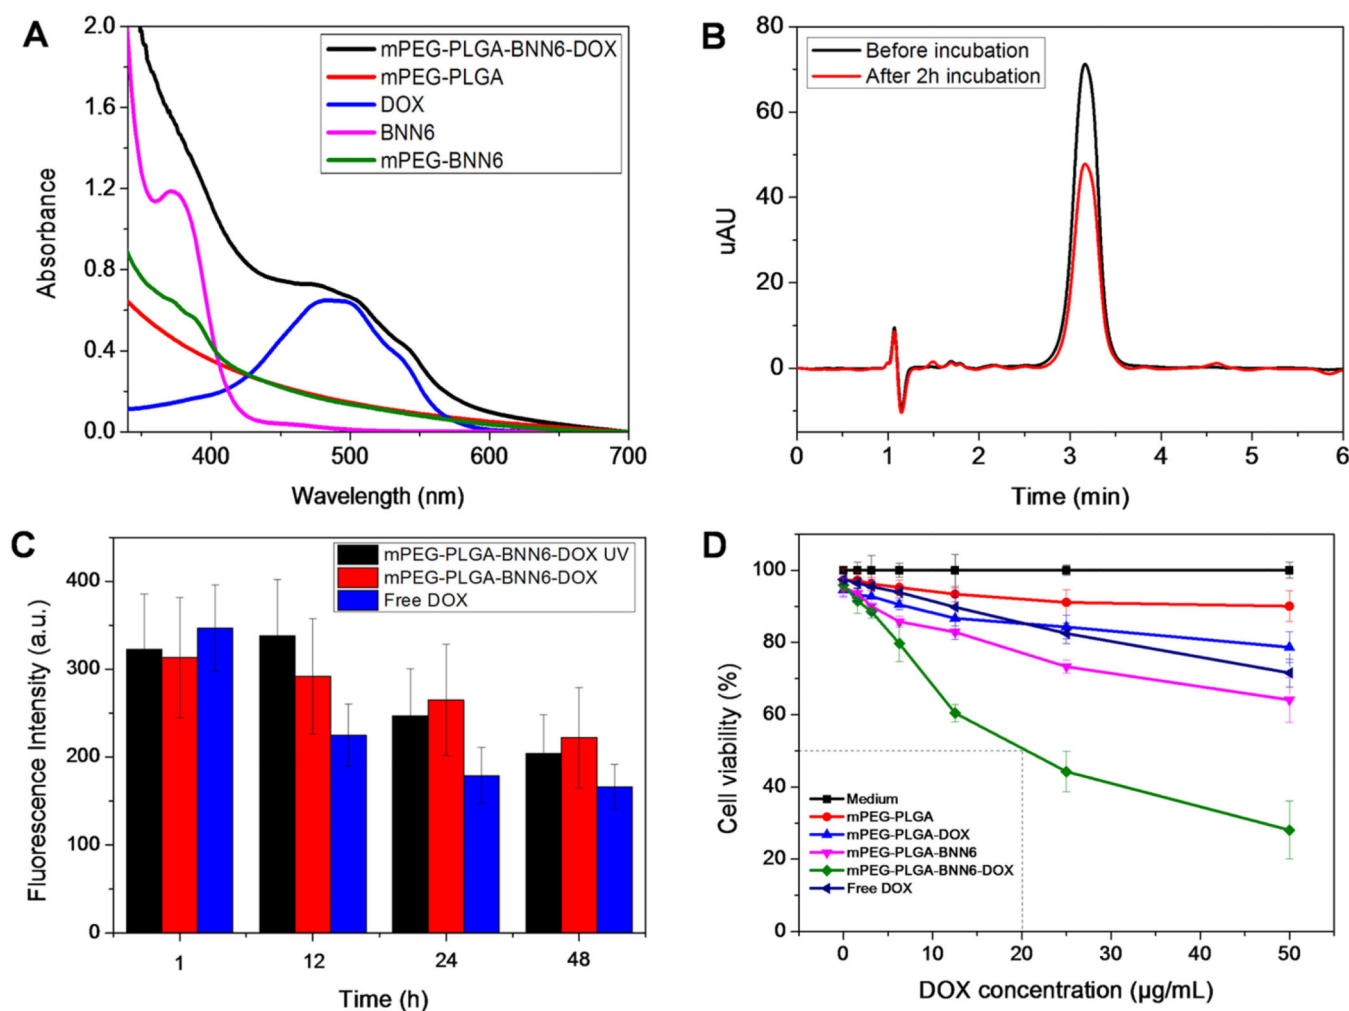 A
2.0
1.6
1.2
0.8
0.4
0.0
Absorbance
mPEG-PLGA-BNN6-DOX
mPEG-PLGA
DOX
BNN6
mPEG-BNN6
400
500
600
700
Wavelength (nm)
B
80
60
40
20
0
uAU
Before incubation
After 2h incubation
0
1
2
3
4
5
6
Time (min)
C
400
300
200
100
0
Fluorescence Intensity (a.u.)
mPEG-PLGA-BNN6-DOX UV
mPEG-PLGA-BNN6-DOX
Free DOX
1
12
24
48
Time (h)
D
100
80
60
40
20
0
Cell viability (%)
Medium
mPEG-PLGA
mPEG-PLGA-DOX
mPEG-PLGA-BNN6
mPEG-PLGA-BNN6-DOX
Free DOX
0
10
20
30
40
50
DOX concentration (μg/mL)